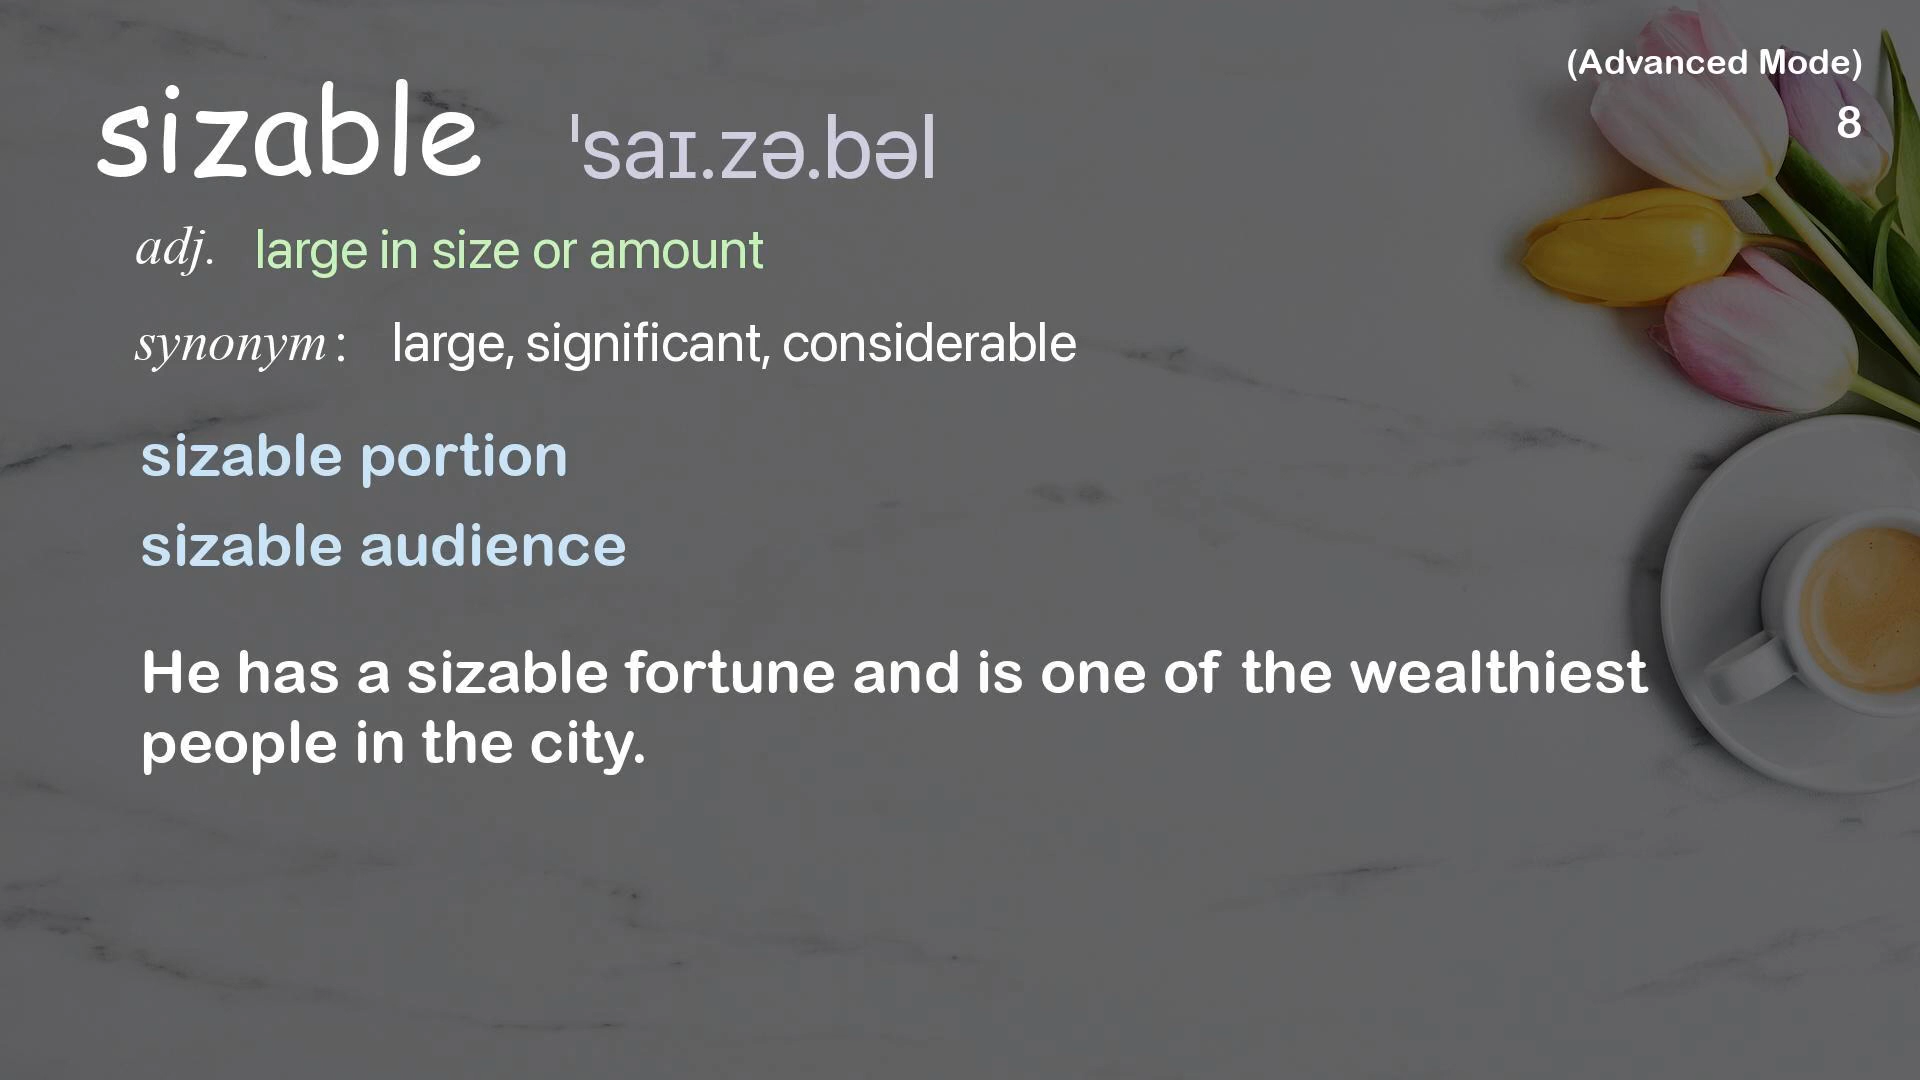 (Advanced Mode)
8
sizable ˈsaɪ.zə.bəl
adj. large in size or amount
synonym : large, significant, considerable
sizable portion
sizable audience
He has a sizable fortune and is one of the wealthiest
people in the city.